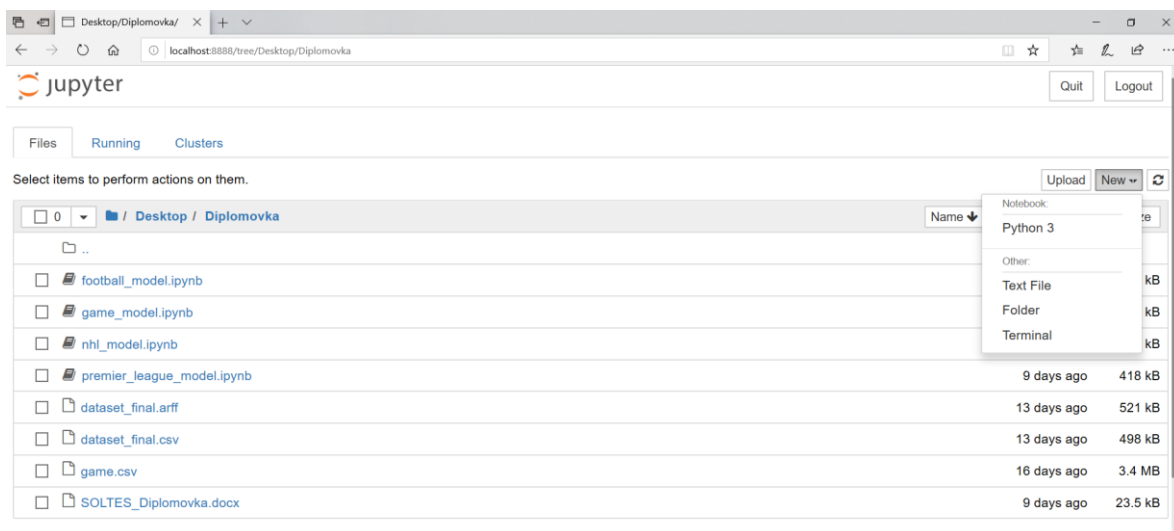 Desktop/Diplomovka/
localhost:8888/tree/Desktop/Diplomovka
jupyter
Quit Logout
Files Running Clusters
Select items to perform actions on them.
Upload New
0 / Desktop / Diplomovka Name ze
Notebook:
Python 3
Other:
Text File
Folder
Terminal
..
football_model.ipynb kB
game_model.ipynb kB
nhl_model.ipynb kB
premier_league_model.ipynb 9 days ago 418 kB
dataset_final.arff 13 days ago 521 kB
dataset_final.csv 13 days ago 498 kB
game.csv 16 days ago 3.4 MB
SOLTES_Diplomovka.docx 9 days ago 23.5 kB